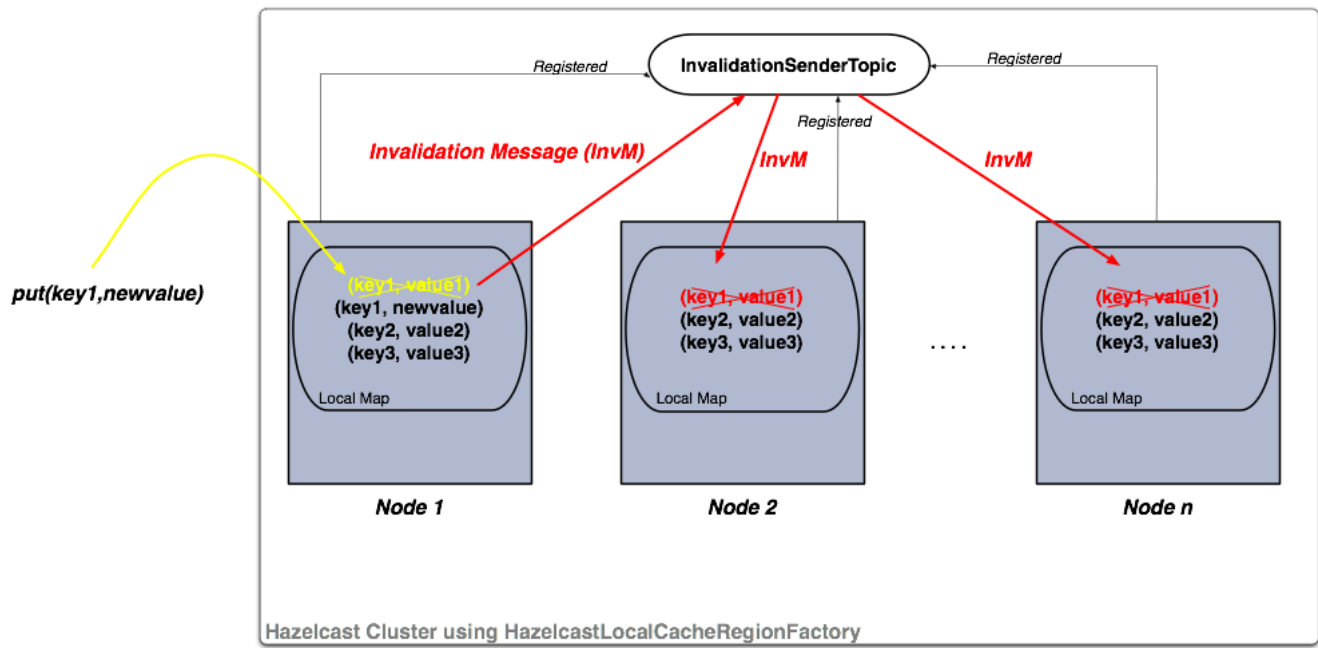 Registered
InvalidationSenderTopic
Registered
Registered
Invalidation Message (InvM)
InvM
InvM
put(key1,newvalue)
(key1, value1)
(key1, newvalue)
(key2, value2)
(key3, value3)
Local Map
(key1, value1)
(key2, value2)
(key3, value3)
Local Map
. . . .
(key1, value1)
(key2, value2)
(key3, value3)
Local Map
Node 1
Node 2
Node n
Hazelcast Cluster using HazelcastLocalCacheRegionFactory